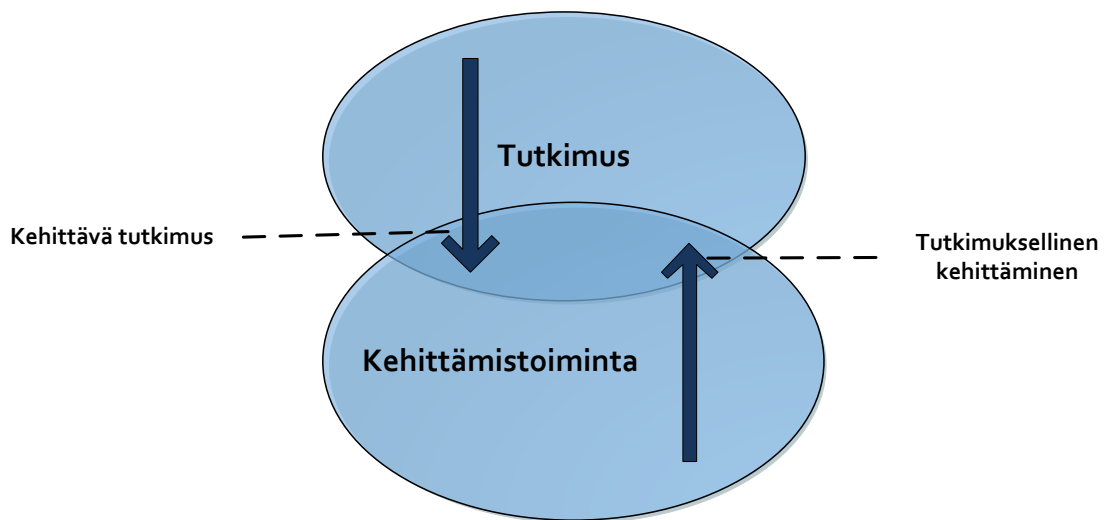 Tutkimus
Kehittävä tutkimus
Tutkimuksellinen
kehittäminen
Kehittämistoiminta